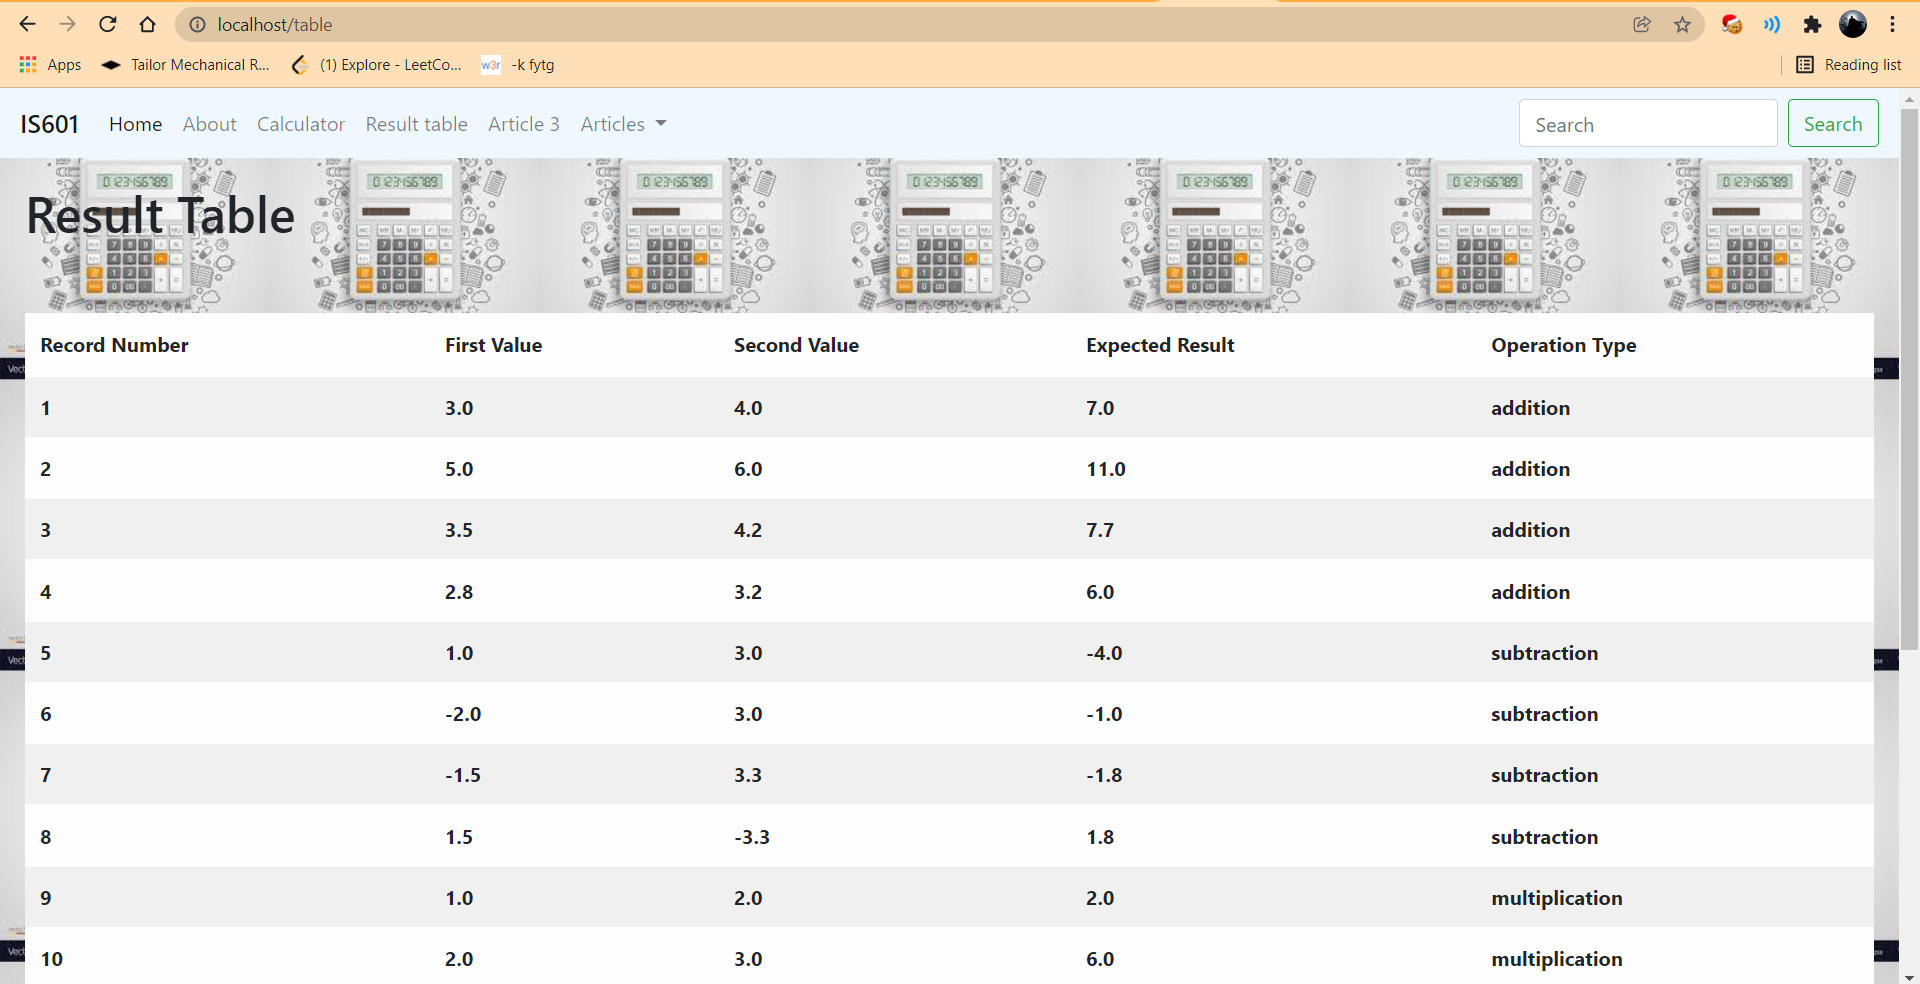 localhost/table
Apps Tailor Mechanical R... (1) Explore - LeetCo... w3r -k fytg Reading list
IS601 Home About Calculator Result table Article 3 Articles Search Search
Result Table
Record Number First Value Second Value Expected Result Operation Type
1 3.0 4.0 7.0 addition
2 5.0 6.0 11.0 addition
3 3.5 4.2 7.7 addition
4 2.8 3.2 6.0 addition
5 1.0 3.0 -4.0 subtraction
6 -2.0 3.0 -1.0 subtraction
7 -1.5 3.3 -1.8 subtraction
8 1.5 -3.3 1.8 subtraction
9 1.0 2.0 2.0 multiplication
10 2.0 3.0 6.0 multiplication